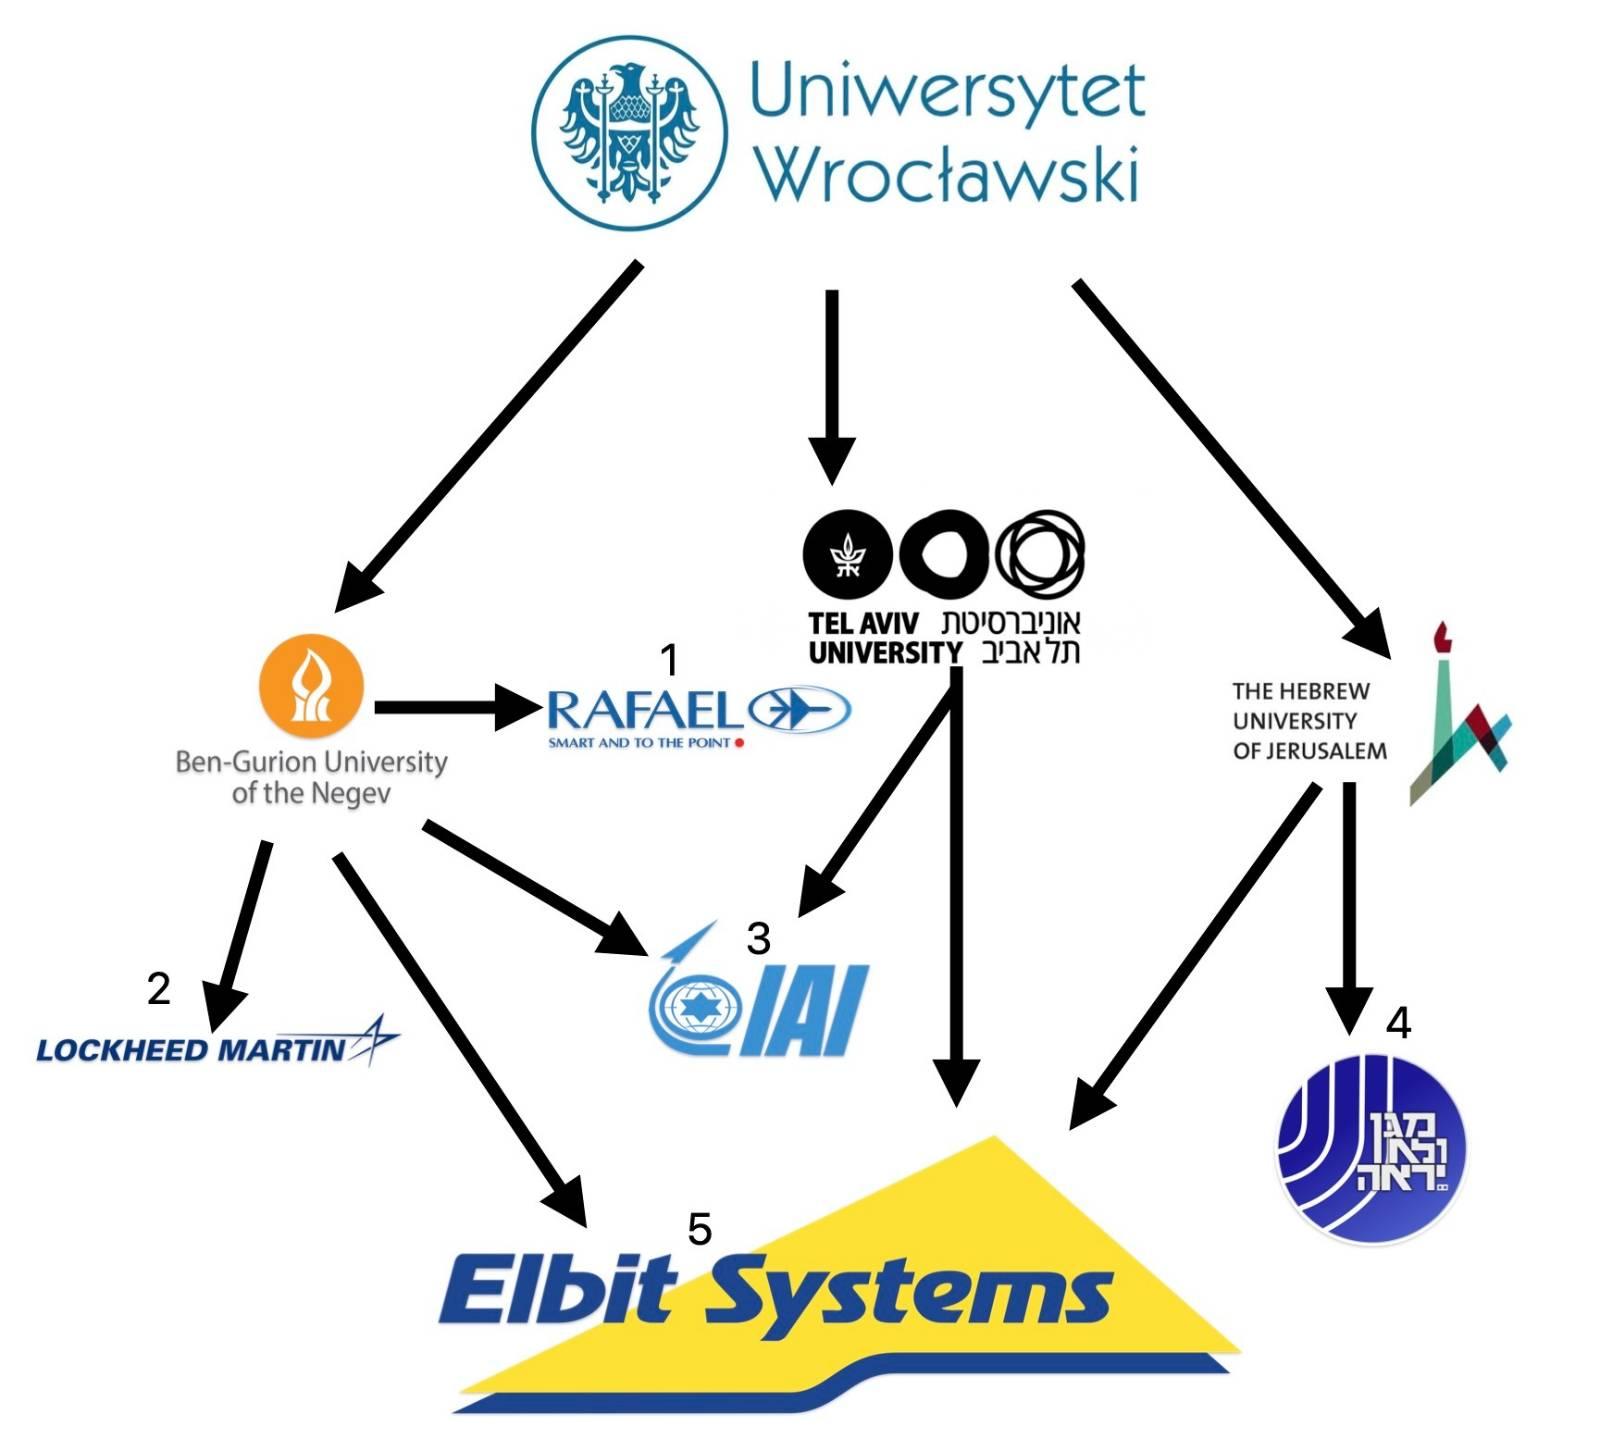 Uniwersytet
Wrocławski
TEL AVIV אוניברסיטת
UNIVERSITY תל אביב
1
RAFAEL
SMART AND TO THE POINT
THE HEBREW
UNIVERSITY
OF JERUSALEM
Ben-Gurion University
of the Negev
3
IAI
2
LOCKHEED MARTIN
4
מגן
ולאן
יראה
5
Elbit Systems